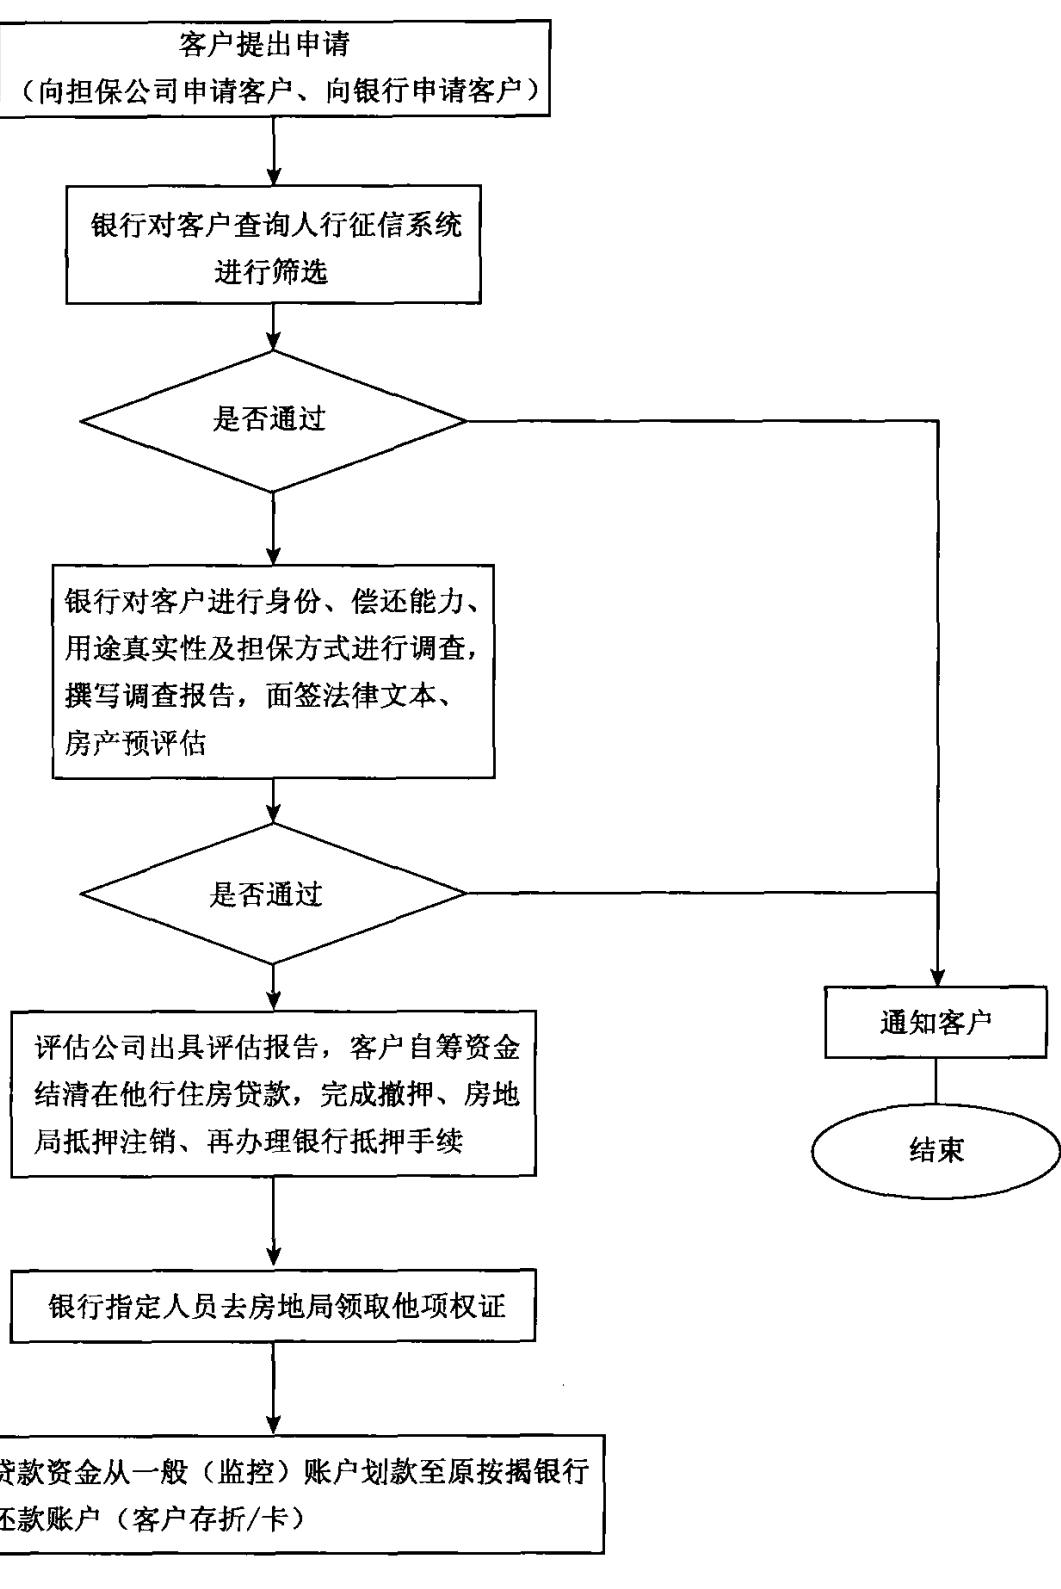 客户提出申请
（向担保公司申请客户、向银行申请客户）
银行对客户查询人行征信系统
进行筛选
是否通过
银行对客户进行身份、偿还能力、
用途真实性及担保方式进行调查，
撰写调查报告，面签法律文本、
房产预评估
是否通过
评估公司出具评估报告，客户自筹资金
结清在他行住房贷款，完成撤押、房地
局抵押注销、再办理银行抵押手续
通知客户
结束
银行指定人员去房地局领取他项权证
贷款资金从一般（监控）账户划款至原按揭银行
还款账户（客户存折/卡）